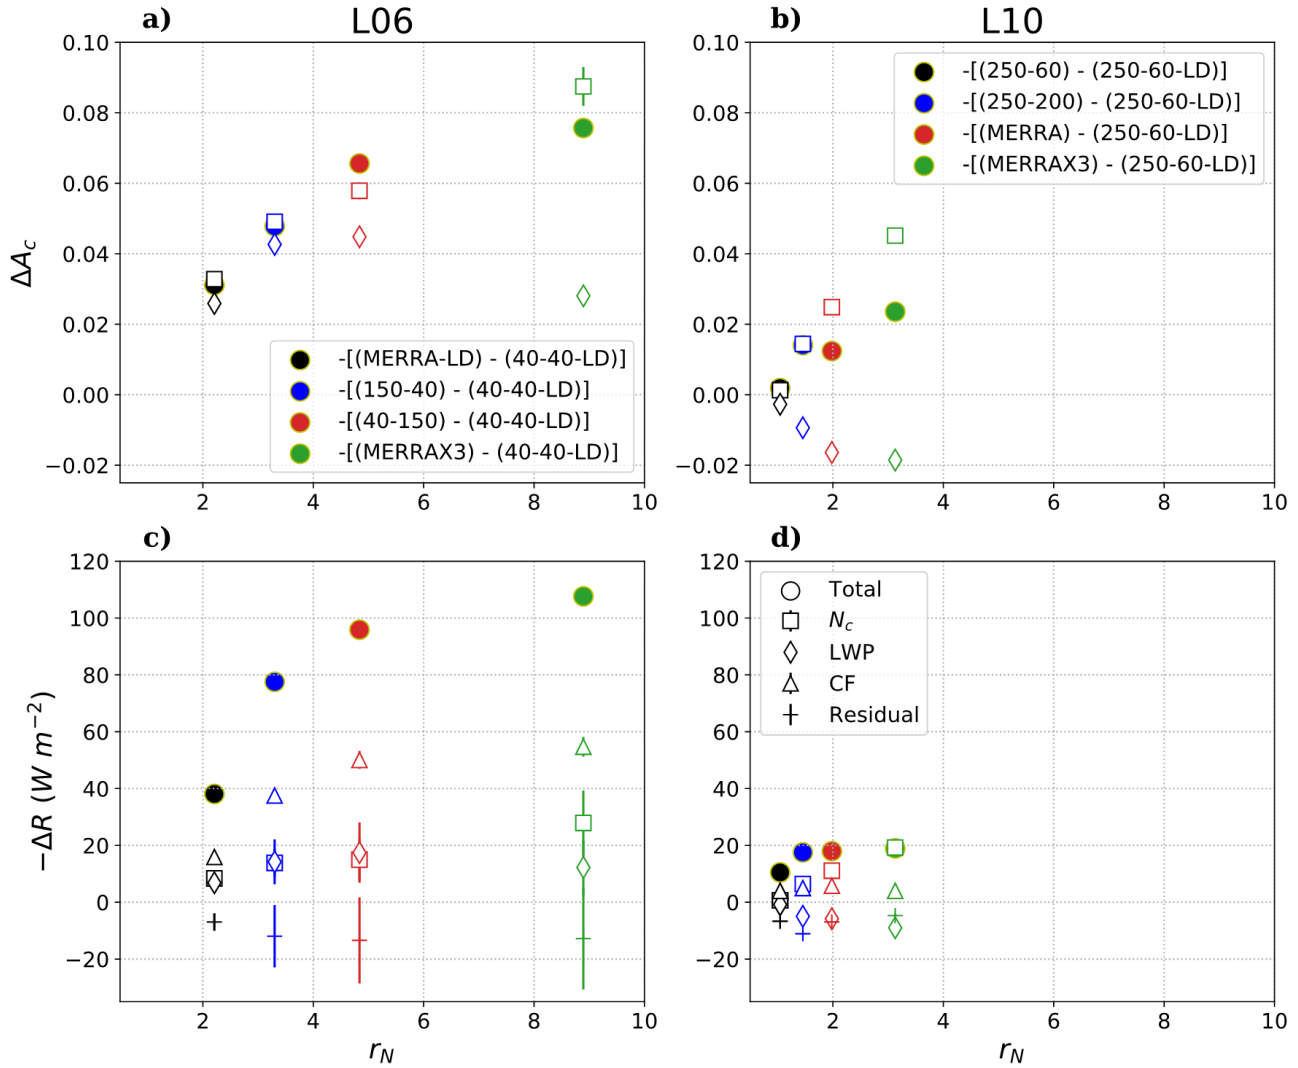 a) L06
b) L10
0.10
0.08
0.06
0.04
0.02
0.00
−0.02
ΔA_c
2 4 6 8 10
-[(MERRA-LD) - (40-40-LD)]
-[(150-40) - (40-40-LD)]
-[(40-150) - (40-40-LD)]
-[(MERRAX3) - (40-40-LD)]
0.10
0.08
0.06
0.04
0.02
0.00
−0.02
2 4 6 8 10
-[(250-60) - (250-60-LD)]
-[(250-200) - (250-60-LD)]
-[(MERRA) - (250-60-LD)]
-[(MERRAX3) - (250-60-LD)]
c)
120
100
80
60
40
20
0
−20
−ΔR (W m⁻²)
2 4 6 8 10
r_N
d)
120
100
80
60
40
20
0
−20
Total
N_c
LWP
CF
Residual
2 4 6 8 10
r_N